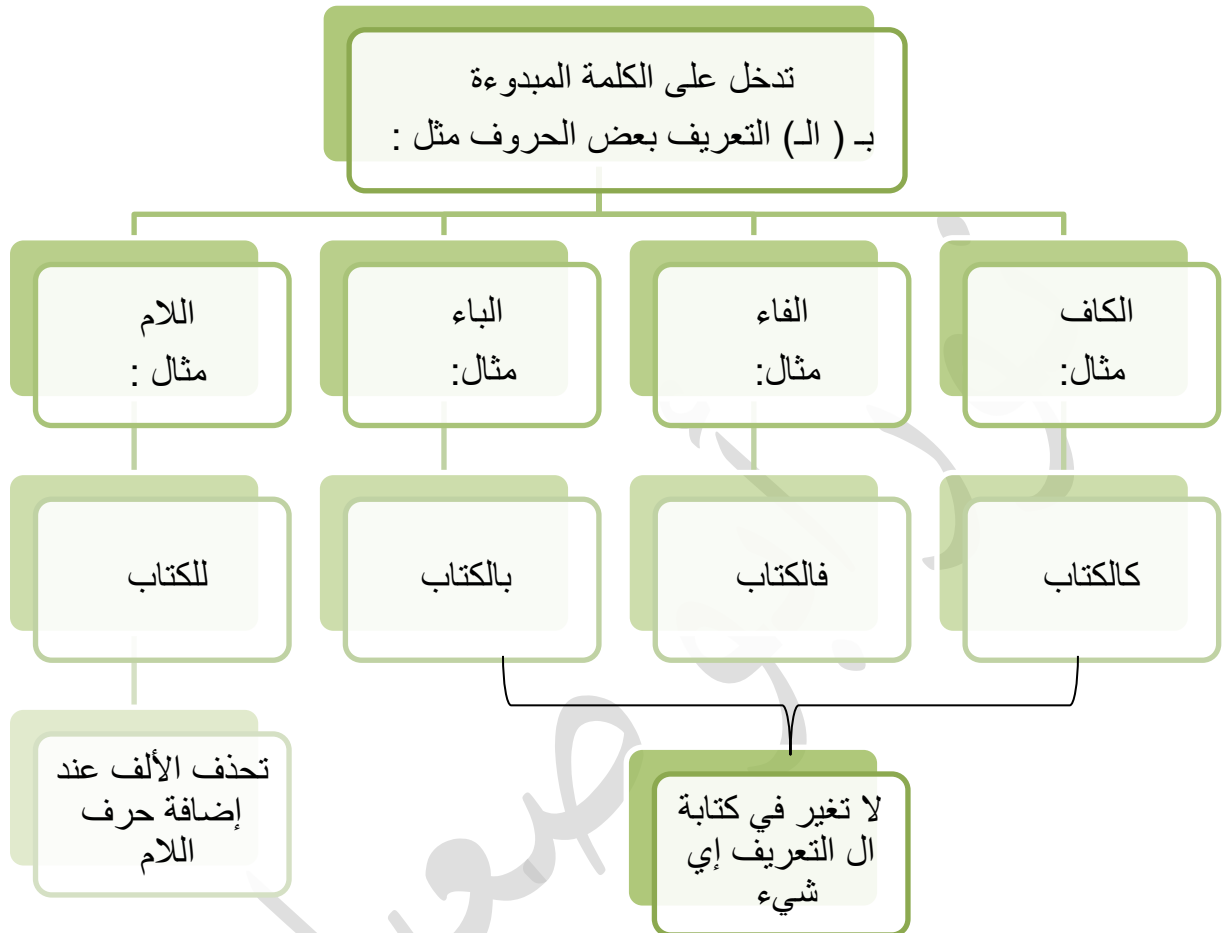 تدخل على الكلمة المبدوءة
بـ ( الـ) التعريف بعض الحروف مثل :
الكاف
مثال:
الفاء
مثال:
الباء
مثال:
اللام
مثال :
كالكتاب
فالكتاب
بالكتاب
للكتاب
لا تغير في كتابة
ال التعريف إي
شيء
تحذف الألف عند
إضافة حرف
اللام